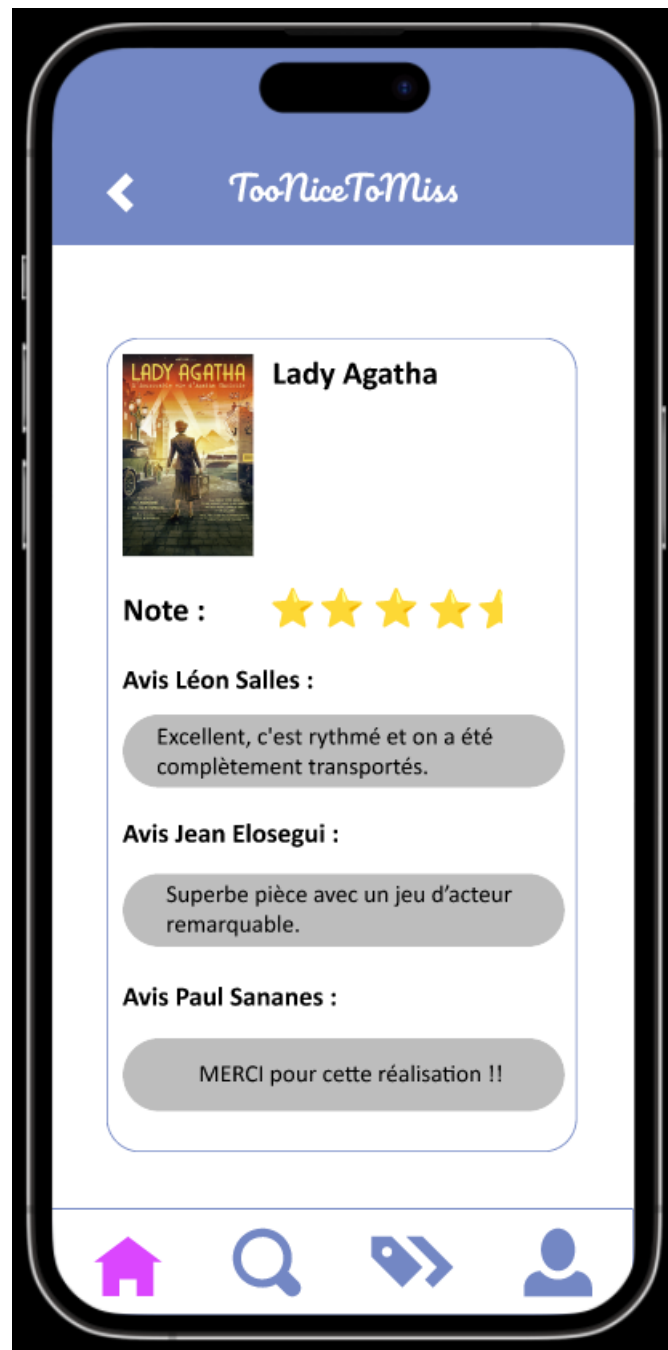 TooNiceToMiss
LADY AGATHA
Lady Agatha
Note :
Avis Léon Salles :
Excellent, c'est rythmé et on a été
complètement transportés.
Avis Jean Elosegui :
Superbe pièce avec un jeu d’acteur
remarquable.
Avis Paul Sananes :
MERCI pour cette réalisation !!